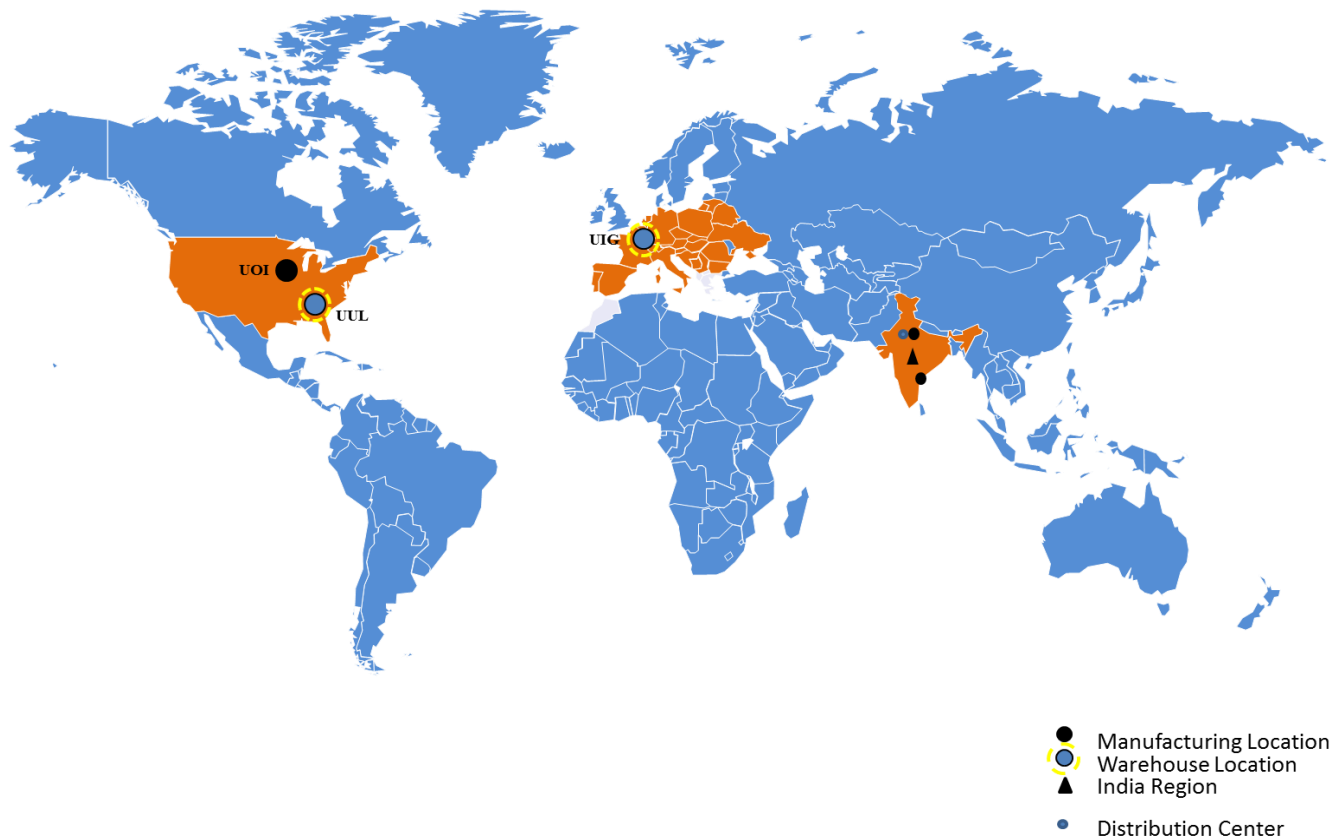 UIG
UOI
UUL
Manufacturing Location
Warehouse Location
India Region
Distribution Center